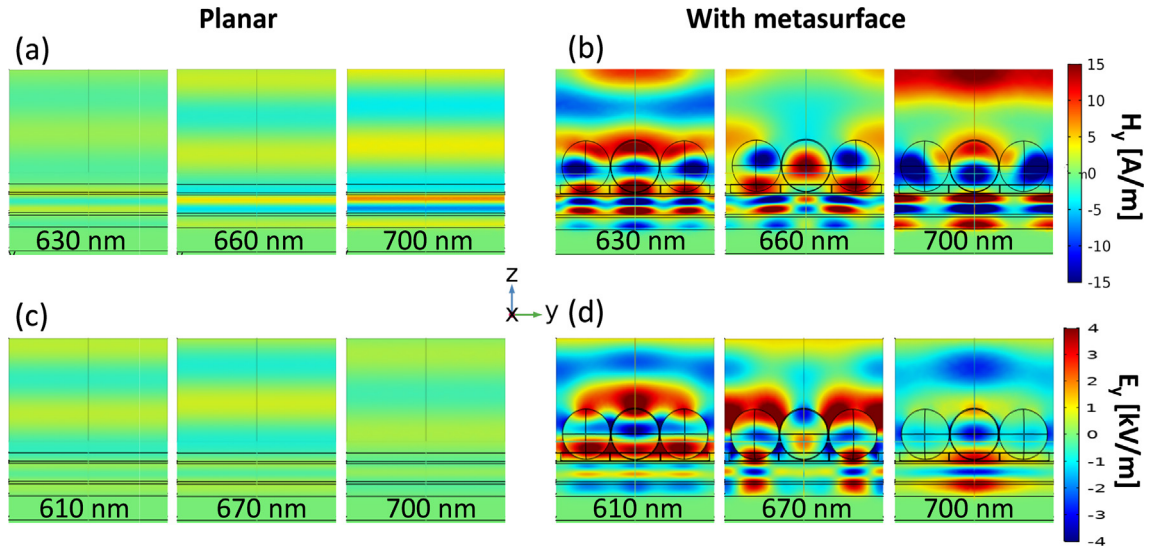 Planar
With metasurface
(a)
(b)
630 nm
660 nm
700 nm
630 nm
660 nm
700 nm
15
10
5
0
-5
-10
-15
Hy [A/m]
z
x
y
(c)
(d)
610 nm
670 nm
700 nm
610 nm
670 nm
700 nm
4
3
2
1
0
-1
-2
-3
-4
Ey [kV/m]